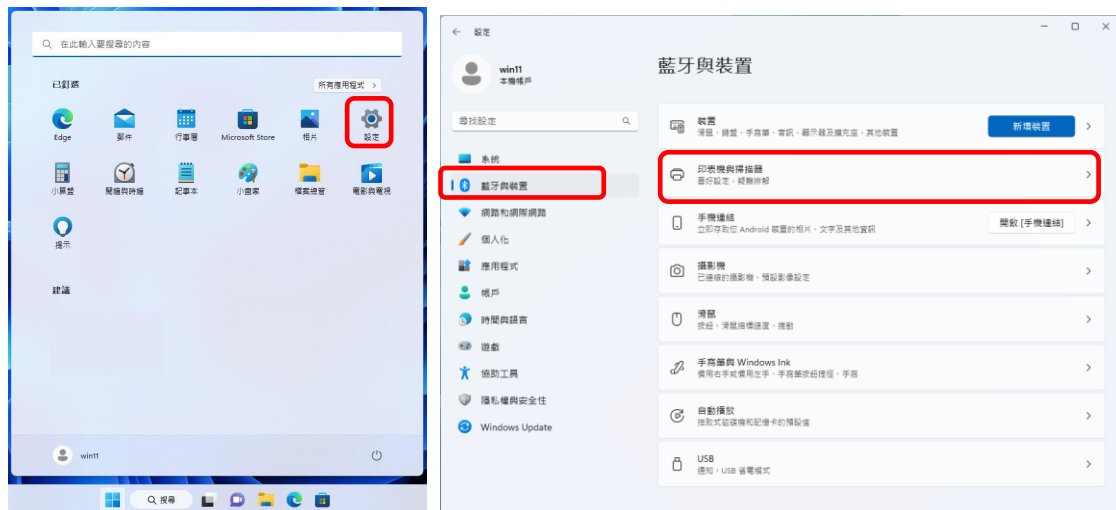 在此輸入要搜尋的內容
已釘選
所有應用程式 >
Edge
郵件
行事曆
Microsoft Store
相片
設定
小算盤
鬧鐘與時鐘
記事本
小畫家
檔案總管
電影與電視
提示
建議
win11
搜尋
設定
win11
本機帳戶
尋找設定
系統
藍牙與裝置
網路和網際網路
個人化
應用程式
帳戶
時間與語言
遊戲
協助工具
隱私權與安全性
Windows Update
藍牙與裝置
裝置
滑鼠、鍵盤、手寫筆、音訊、顯示器及擴充座、其他裝置
新增裝置
印表機與掃描器
喜好設定、疑難排解
手機連結
立即存取您 Android 裝置的相片、文字及其他資訊
開啟 [手機連結]
攝影機
已連線的攝影機、預設影像設定
滑鼠
按鈕、滑鼠指標速度、捲動
手寫筆與 Windows Ink
慣用右手或慣用左手、手寫筆按鈕捷徑、手寫
自動播放
抽取式磁碟機和記憶卡的預設值
USB
通知、USB 省電模式